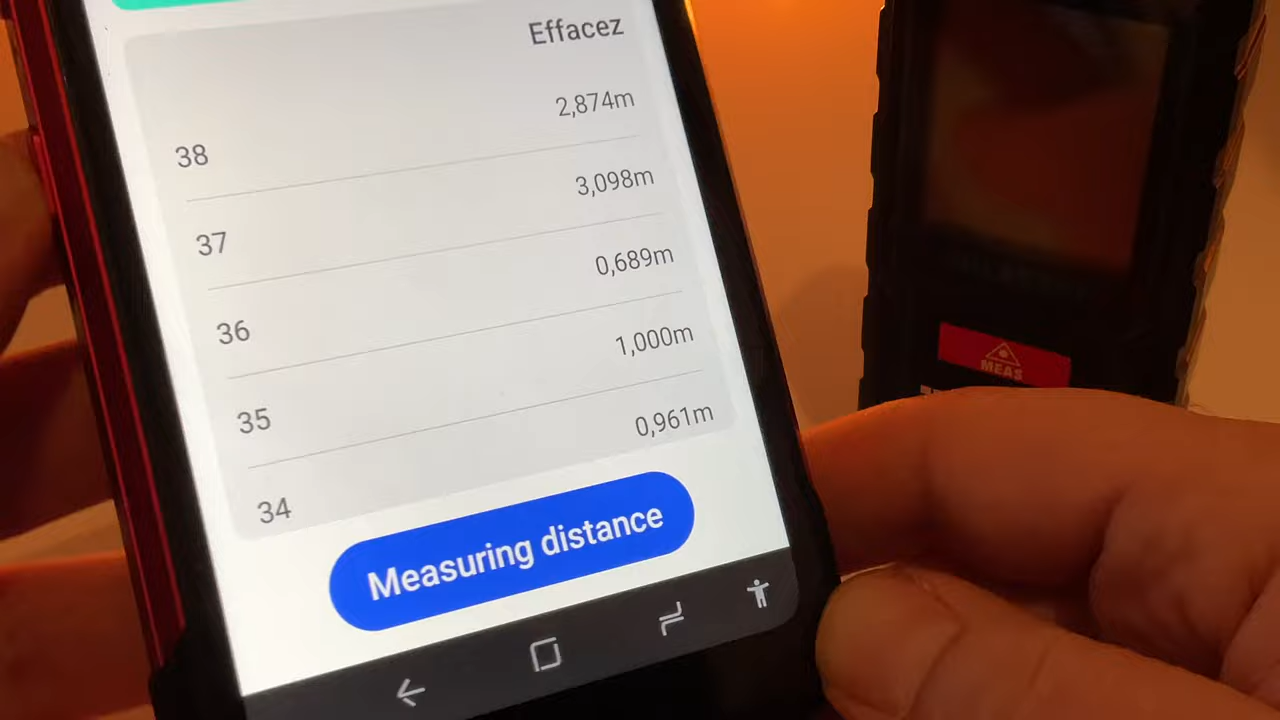 Effacez
38 2,874m
37 3,098m
36 0,689m
35 1,000m
34 0,961m
Measuring distance
MEAS